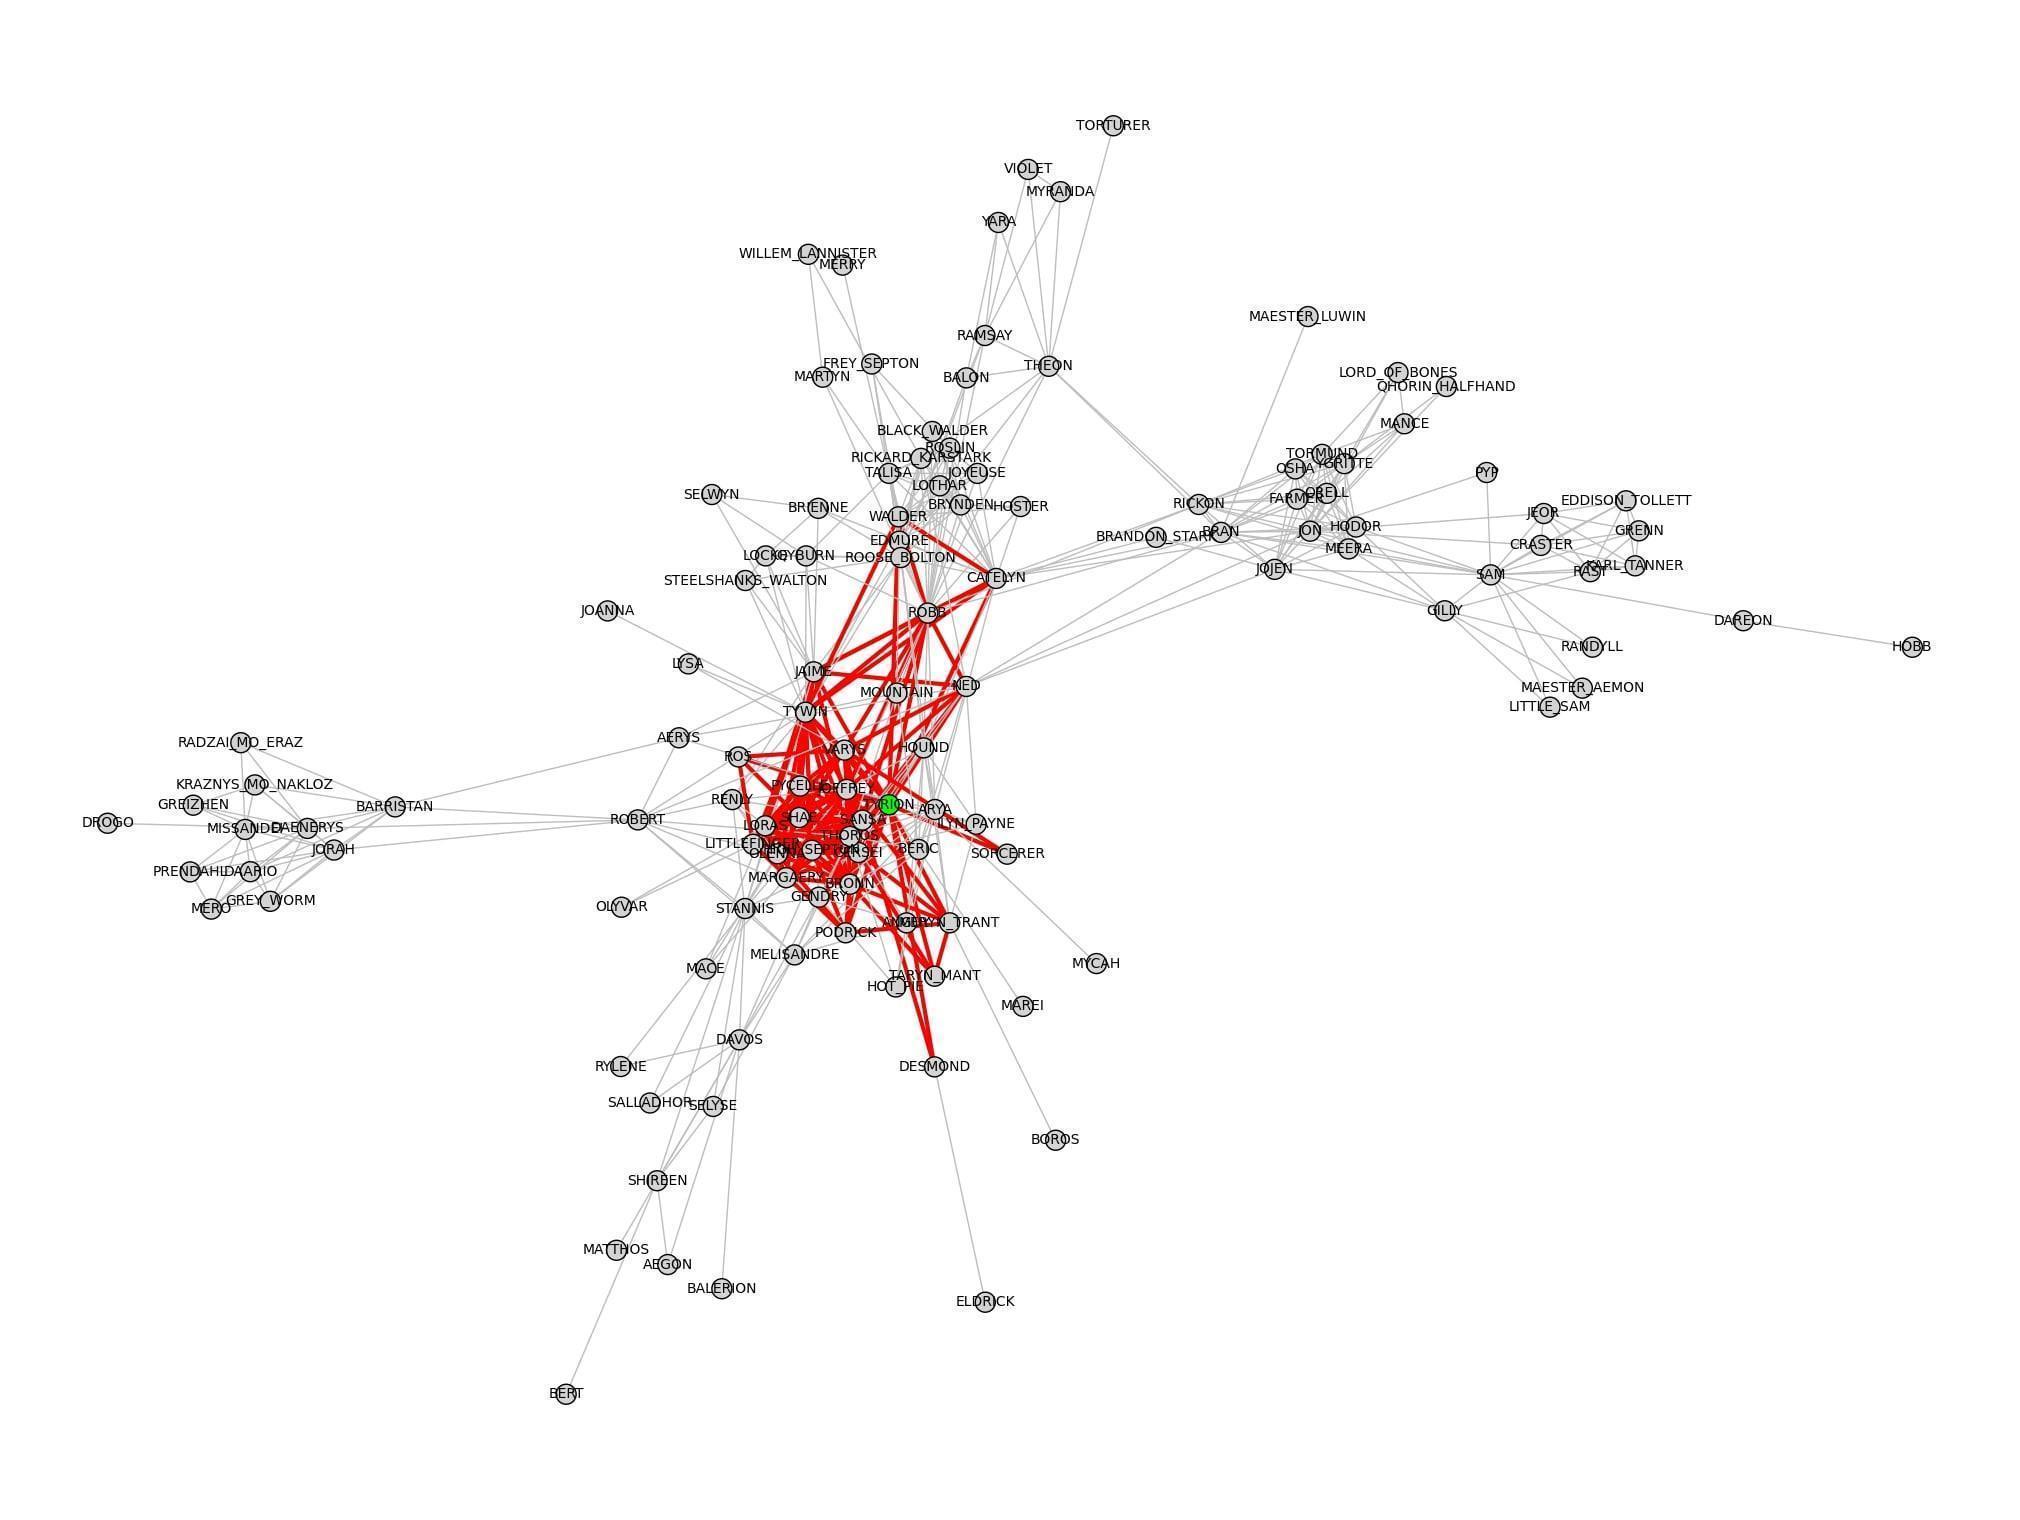 TORTURER
VIOLET
MYRANDA
YARA
WILLEM_LANNISTER
MERRY
MAESTER_LUWIN
RAMSAY
FREY_SEPTON
THEON
MARTYN
BALON
LORD_OF_BONES
QHORIN_HALFHAND
MANCE
BLACK_WALDER
ROSLIN
TORMUND
RICKARD_KARSTARK
YGRITTE
OSHA
TALISA
JOYEUSE
PYP
LOTHAR
SELWYN
ORELL
FARMER
BRIENNE
BRYNDEN
HOSTER
RICKON
EDDISON_TOLLETT
WALDER
JEOR
BRANDON_STARK
BRAN
JON
HODOR
GRENN
EDMURE
CRASTER
MEERA
LOCKE
QYBURN
ROOSE_BOLTON
STEELSHANKS_WALTON
CATELYN
JOJEN
SAM
RAST
KARL_TANNER
JOANNA
ROBB
GILLY
DAREON
HOBB
RANDYLL
LYSA
JAIME
MOUNTAIN
NED
MAESTER_AEMON
LITTLE_SAM
TYWIN
AERYS
RADZAI_MO_ERAZ
VARYS
HOUND
ROS
KRAZNYS_MO_NAKLOZ
PYCELLE
JOFFREY
GREIZHEN
BARRISTAN
RENLY
TYRION
ARYA
DROGO
ROBERT
SHAE
SANSA
ILYN_PAYNE
MISSANDEI
DAENERYS
LORAS
THOROS
LITTLEFINGER
JORAH
OLENNA
CERSEI
BERIC
SORCERER
PRENDAHL
DAARIO
MARGAERY
BRONN
GENDRY
MERO
GREY_WORM
OLYVAR
STANNIS
MERYN_TRANT
PODRICK
MELISANDRE
MACE
MYCAH
TARYN_MANT
HOT_PIE
MAREI
DAVOS
RYLENE
DESMOND
SALLADHOR
SELYSE
BOROS
SHIREEN
MATTHOS
AEGON
BALERION
ELDRICK
BERT